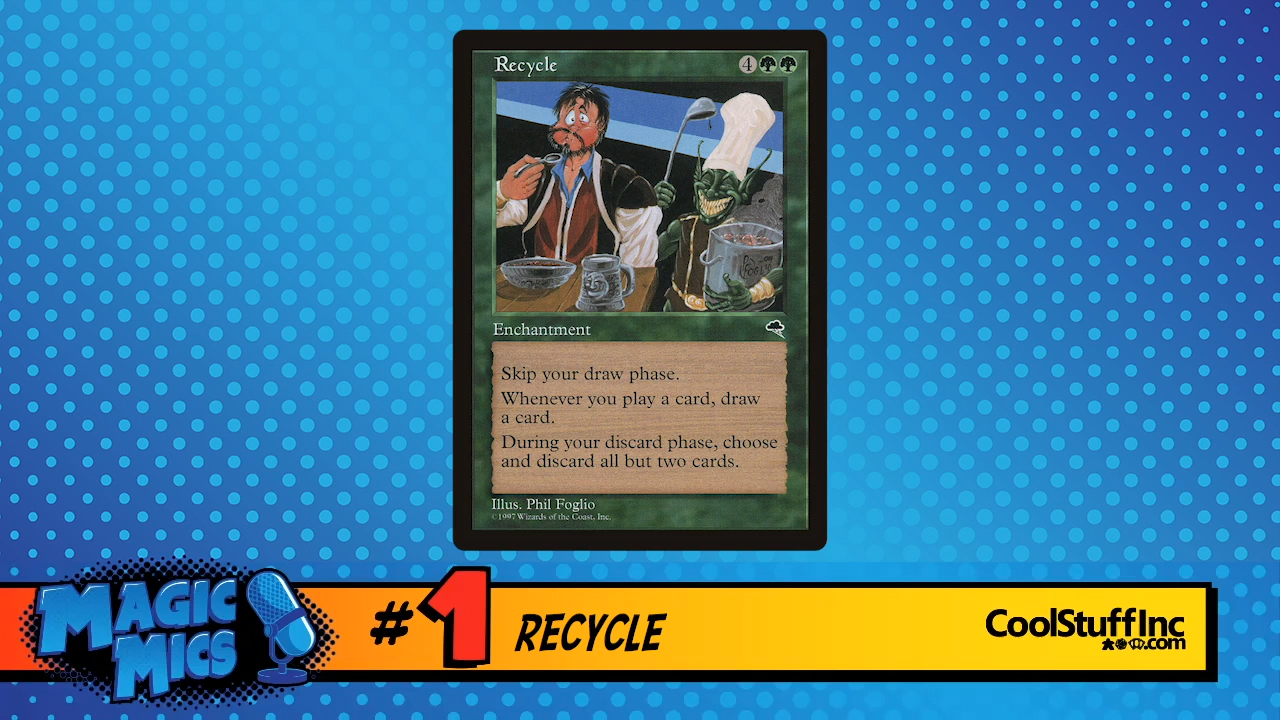 Recycle
4
Enchantment
Skip your draw phase.
Whenever you play a card, draw
a card.
During your discard phase, choose
and discard all but two cards.
Illus. Phil Foglio
©1997 Wizards of the Coast, Inc.
MAGIC
MICS
#1 RECYCLE
CoolStuffInc
.com